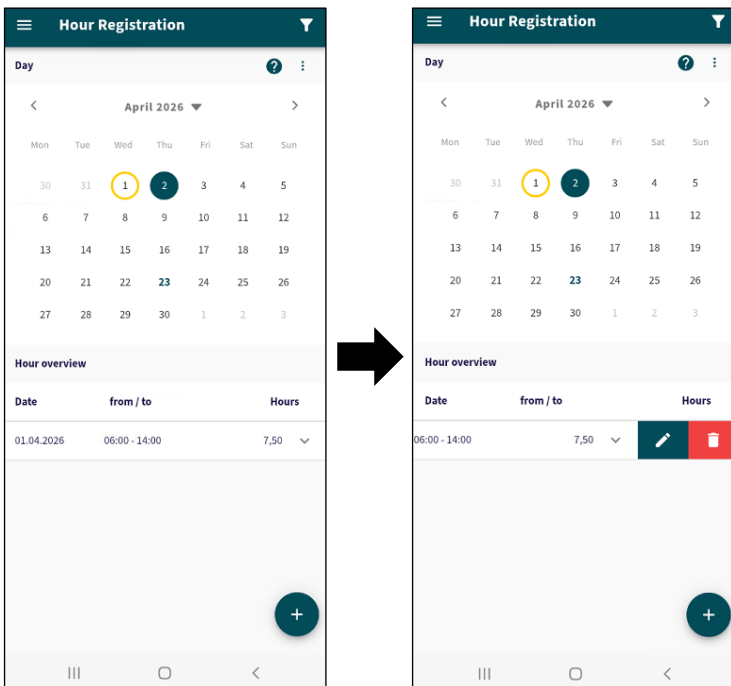 Hour Registration
Day
April 2026
Mon Tue Wed Thu Fri Sat Sun
30 31 1 2 3 4 5
6 7 8 9 10 11 12
13 14 15 16 17 18 19
20 21 22 23 24 25 26
27 28 29 30 1 2 3
Hour overview
Date from / to Hours
01.04.2026 06:00 - 14:00 7,50
Hour Registration
Day
April 2026
Mon Tue Wed Thu Fri Sat Sun
30 31 1 2 3 4 5
6 7 8 9 10 11 12
13 14 15 16 17 18 19
20 21 22 23 24 25 26
27 28 29 30 1 2 3
Hour overview
Date from / to Hours
06:00 - 14:00 7,50